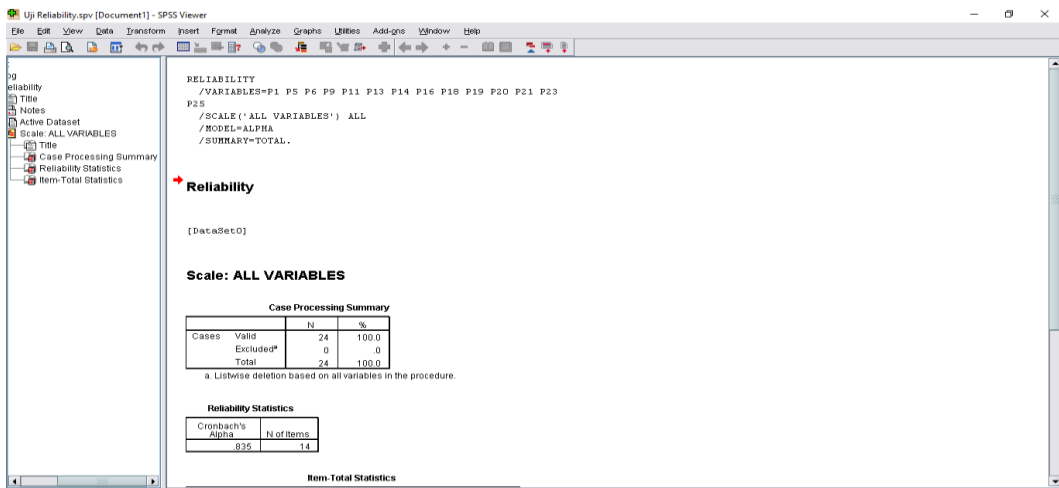 Uji Reliability.spv [Document1] - SPSS Viewer
File Edit View Data Transform Insert Format Analyze Graphs Utilities Add-ons Window Help
og
eliability
Title
Notes
Active Dataset
Scale: ALL VARIABLES
Title
Case Processing Summary
Reliability Statistics
Item-Total Statistics
RELIABILITY
/VARIABLES=P1 P5 P6 P9 P11 P13 P14 P16 P18 P19 P20 P21 P23
P25
/SCALE('ALL VARIABLES') ALL
/MODEL=ALPHA
/SUMMARY=TOTAL.
Reliability
[DataSet0]
Scale: ALL VARIABLES
Case Processing Summary
N %
Cases Valid 24 100.0
Excluded<sup>a</sup> 0 .0
Total 24 100.0
a. Listwise deletion based on all variables in the procedure.
Reliability Statistics
Cronbach's
Alpha N of Items
.835 14
Item-Total Statistics